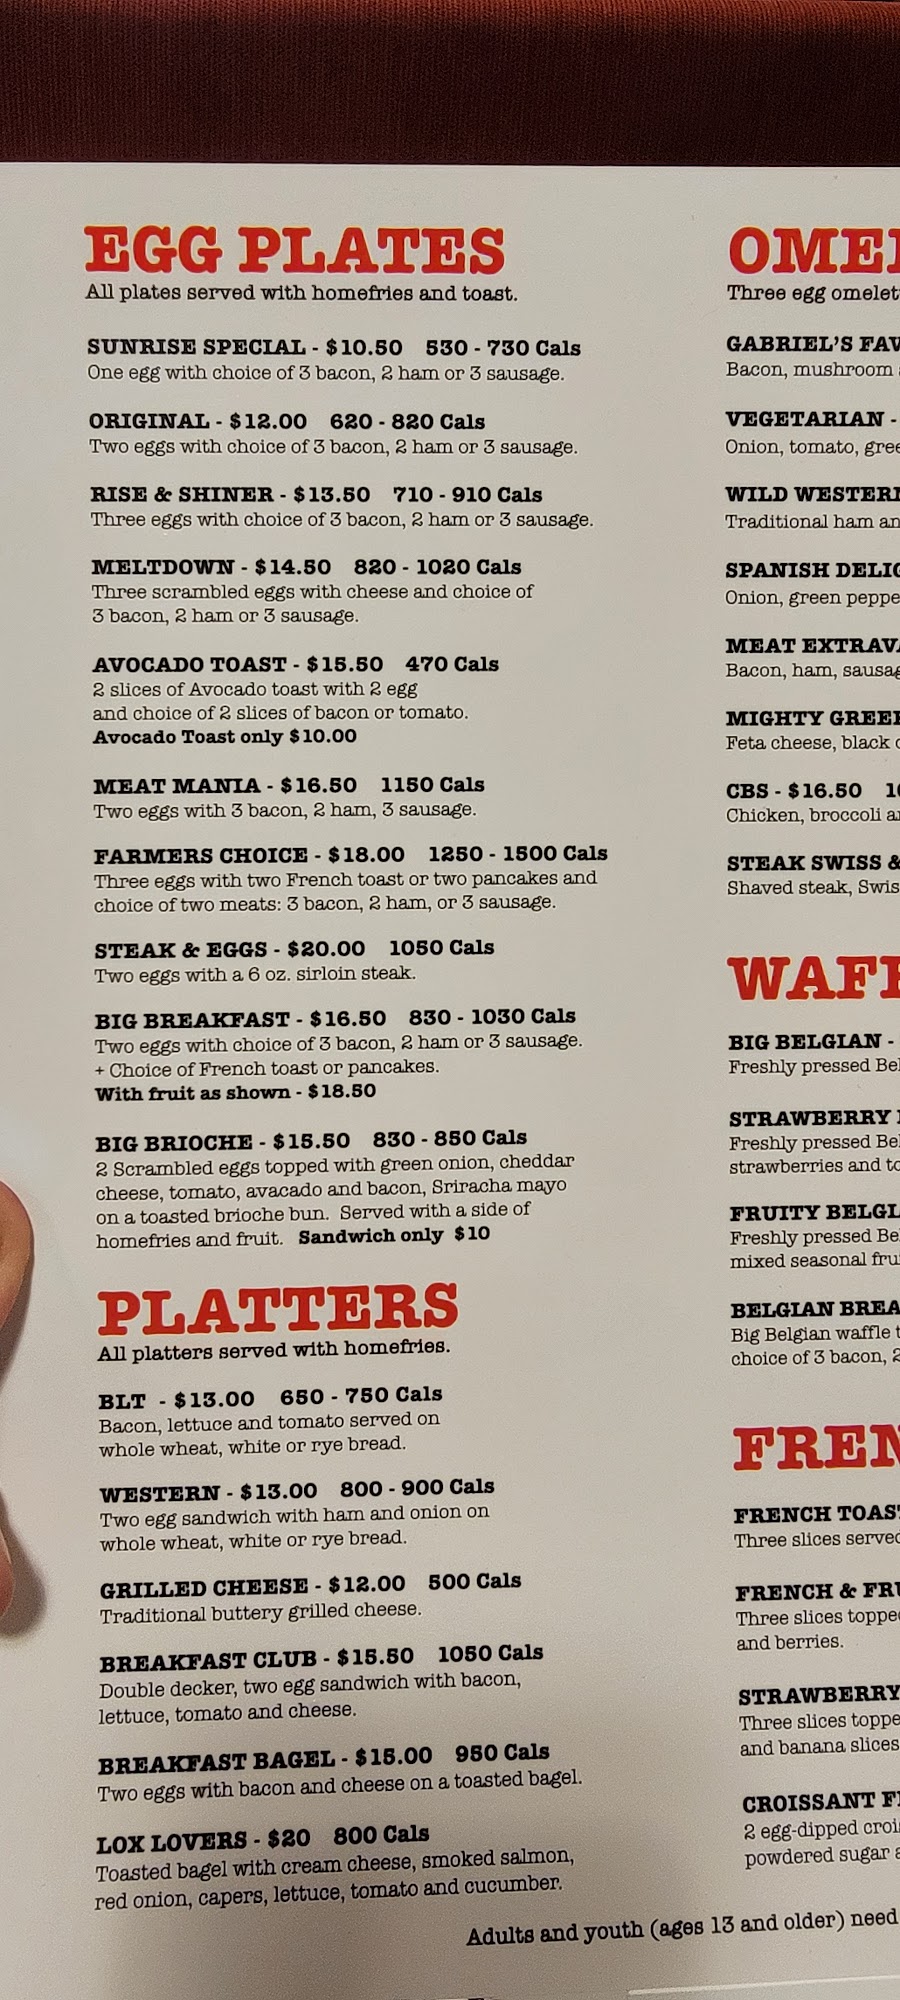 EGG PLATES
All plates served with homefries and toast.
SUNRISE SPECIAL - $10.50 530 - 730 Cals
One egg with choice of 3 bacon, 2 ham or 3 sausage.
ORIGINAL - $12.00 620 - 820 Cals
Two eggs with choice of 3 bacon, 2 ham or 3 sausage.
RISE & SHINER - $13.50 710 - 910 Cals
Three eggs with choice of 3 bacon, 2 ham or 3 sausage.
MELTDOWN - $14.50 820 - 1020 Cals
Three scrambled eggs with cheese and choice of
3 bacon, 2 ham or 3 sausage.
AVOCADO TOAST - $15.50 470 Cals
2 slices of Avocado toast with 2 egg
and choice of 2 slices of bacon or tomato.
Avocado Toast only $10.00
MEAT MANIA - $16.50 1150 Cals
Two eggs with 3 bacon, 2 ham, 3 sausage.
FARMERS CHOICE - $18.00 1250 - 1500 Cals
Three eggs with two French toast or two pancakes and
choice of two meats: 3 bacon, 2 ham, or 3 sausage.
STEAK & EGGS - $20.00 1050 Cals
Two eggs with a 6 oz. sirloin steak.
BIG BREAKFAST - $16.50 830 - 1030 Cals
Two eggs with choice of 3 bacon, 2 ham or 3 sausage.
+ Choice of French toast or pancakes.
With fruit as shown - $18.50
BIG BRIOCHE - $15.50 830 - 850 Cals
2 Scrambled eggs topped with green onion, cheddar
cheese, tomato, avacado and bacon, Sriracha mayo
on a toasted brioche bun. Served with a side of
homefries and fruit. Sandwich only $10
PLATTERS
All platters served with homefries.
BLT - $13.00 650 - 750 Cals
Bacon, lettuce and tomato served on
whole wheat, white or rye bread.
WESTERN - $13.00 800 - 900 Cals
Two egg sandwich with ham and onion on
whole wheat, white or rye bread.
GRILLED CHEESE - $12.00 500 Cals
Traditional buttery grilled cheese.
BREAKFAST CLUB - $15.50 1050 Cals
Double decker, two egg sandwich with bacon,
lettuce, tomato and cheese.
BREAKFAST BAGEL - $15.00 950 Cals
Two eggs with bacon and cheese on a toasted bagel.
LOX LOVERS - $20 800 Cals
Toasted bagel with cream cheese, smoked salmon,
red onion, capers, lettuce, tomato and cucumber.
OME
Three egg omelet
GABRIEL'S FAV
Bacon, mushroom
VEGETARIAN -
Onion, tomato, gree
WILD WESTERN
Traditional ham an
SPANISH DELIG
Onion, green peppe
MEAT EXTRAV
Bacon, ham, sausag
MIGHTY GREE
Feta cheese, black
CBS - $16.50
Chicken, broccoli a
STEAK SWISS &
Shaved steak, Swis
WAF
BIG BELGIAN -
Freshly pressed Be
STRAWBERRY
Freshly pressed Be
strawberries and to
FRUITY BELGI
Freshly pressed Be
mixed seasonal fru
BELGIAN BREA
Big Belgian waffle t
choice of 3 bacon, 2
FREN
FRENCH TOAS
Three slices served
FRENCH & FRU
Three slices toppe
and berries.
STRAWBERRY
Three slices toppe
and banana slices
CROISSANT F
2 egg-dipped croi
powdered sugar a
Adults and youth (ages 13 and older) need